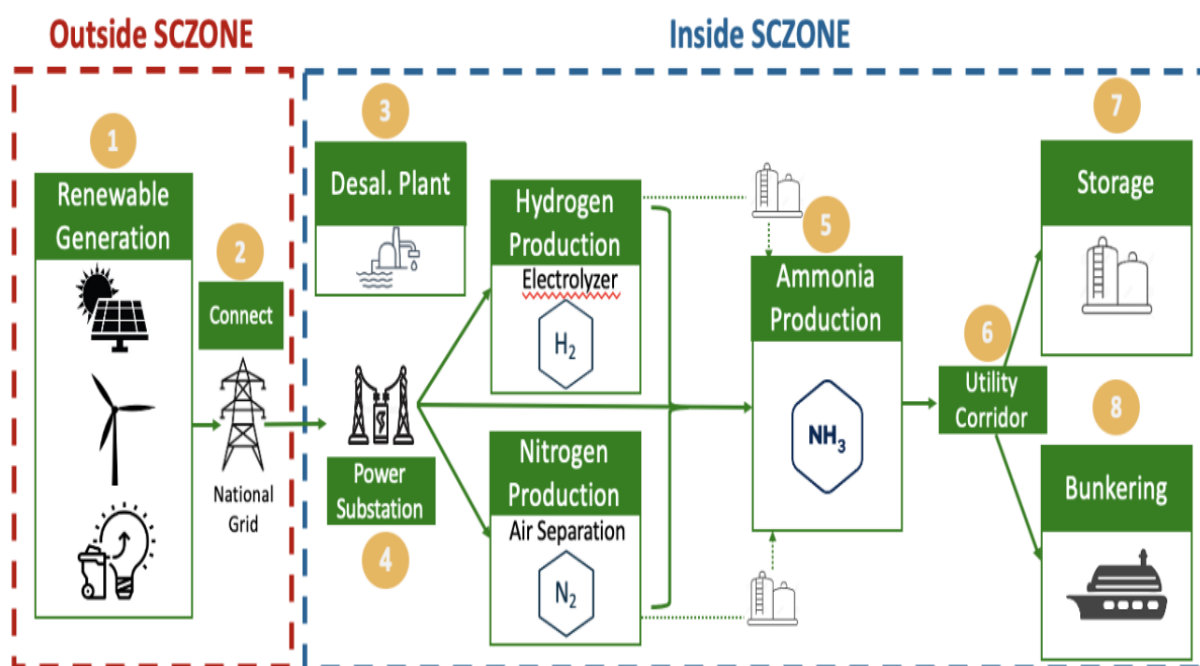 Outside SCZONE
Inside SCZONE
1
Renewable
Generation
2
Connect
National
Grid
3
Desal. Plant
Power
Substation
4
Hydrogen
Production
Electrolyzer
H₂
Nitrogen
Production
Air Separation
N₂
5
Ammonia
Production
NH₃
6
Utility
Corridor
7
Storage
8
Bunkering